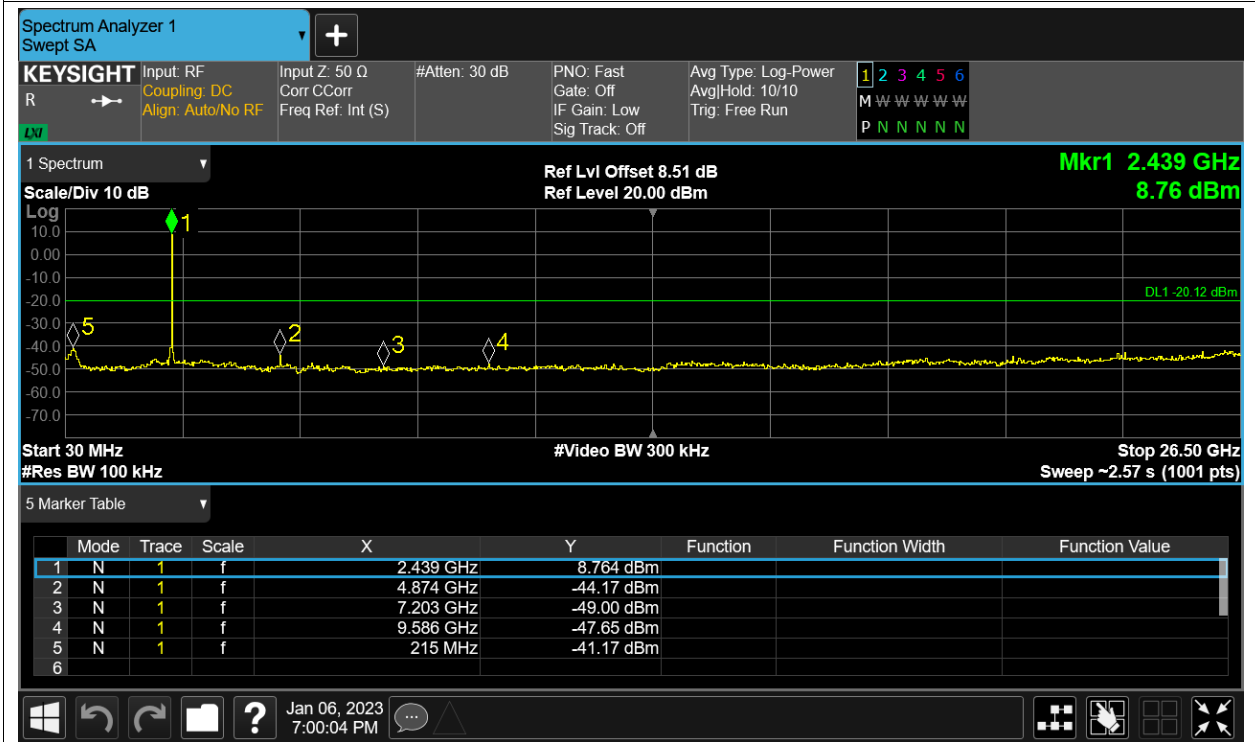 Spectrum Analyzer 1
Swept SA
+
KEYSIGHT
R
LXI
Input: RF
Coupling: DC
Align: Auto/No RF
Input Z: 50 Ω
Corr CCorr
Freq Ref: Int (S)
#Atten: 30 dB
PNO: Fast
Gate: Off
IF Gain: Low
Sig Track: Off
Avg Type: Log-Power
Avg|Hold: 10/10
Trig: Free Run
1 2 3 4 5 6
M W W W W W
P N N N N N
1 Spectrum
Scale/Div 10 dB
Ref Lvl Offset 8.51 dB
Ref Level 20.00 dBm
Mkr1 2.439 GHz
8.76 dBm
Log
10.0
0.00
-10.0
-20.0
-30.0
-40.0
-50.0
-60.0
-70.0
1
5
2
3
4
DL1 -20.12 dBm
Start 30 MHz
#Res BW 100 kHz
#Video BW 300 kHz
Stop 26.50 GHz
Sweep ~2.57 s (1001 pts)
5 Marker Table
Mode Trace Scale X Y Function Function Width Function Value
1 N 1 f 2.439 GHz 8.764 dBm
2 N 1 f 4.874 GHz -44.17 dBm
3 N 1 f 7.203 GHz -49.00 dBm
4 N 1 f 9.586 GHz -47.65 dBm
5 N 1 f 215 MHz -41.17 dBm
6
?
Jan 06, 2023
7:00:04 PM